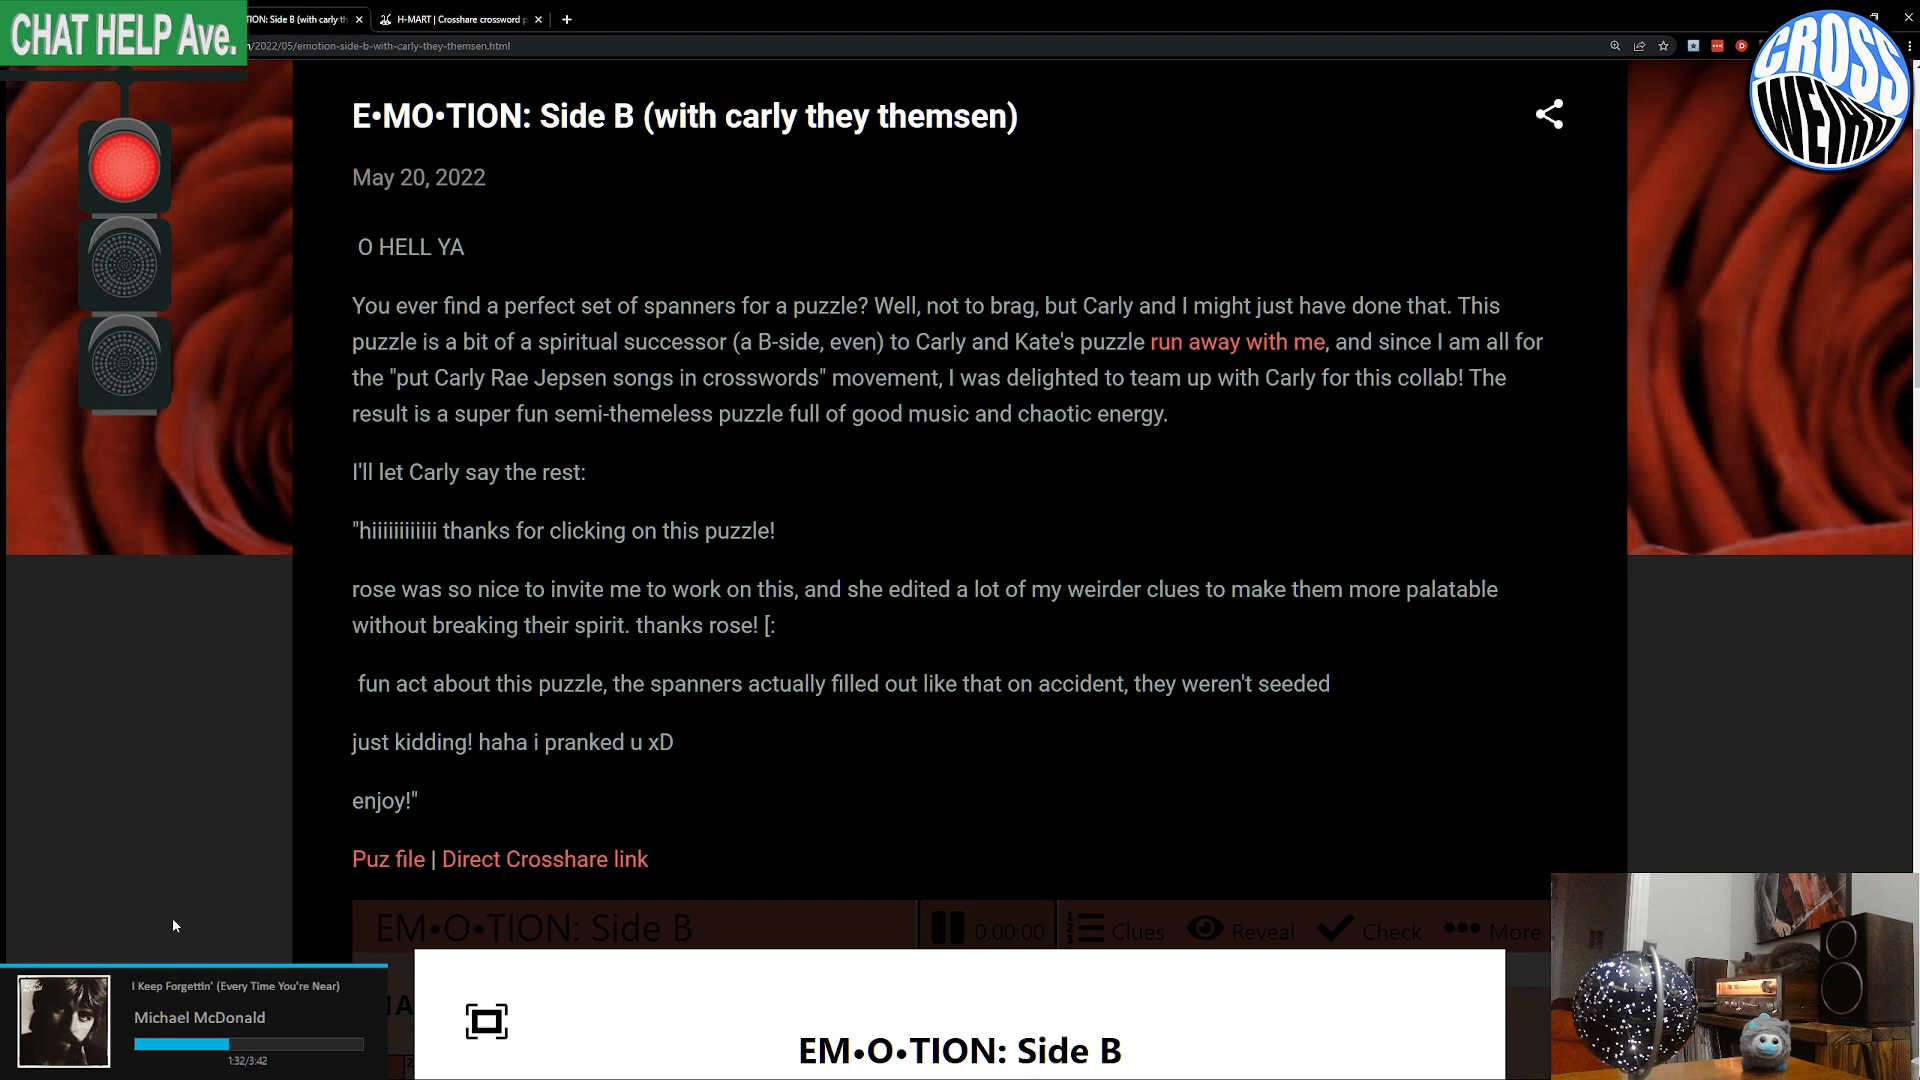 CHAT HELP Ave.
TION: Side B (with carly th
H-MART | Crosshare crossword p
/2022/05/emotion-side-b-with-carly-they-themsen.html
CROSS
WEIRD
E•MO•TION: Side B (with carly they themsen)
May 20, 2022
O HELL YA
You ever find a perfect set of spanners for a puzzle? Well, not to brag, but Carly and I might just have done that. This
puzzle is a bit of a spiritual successor (a B-side, even) to Carly and Kate's puzzle run away with me, and since I am all for
the "put Carly Rae Jepsen songs in crosswords" movement, I was delighted to team up with Carly for this collab! The
result is a super fun semi-themeless puzzle full of good music and chaotic energy.
I'll let Carly say the rest:
"hiiiiiiiiiiii thanks for clicking on this puzzle!
rose was so nice to invite me to work on this, and she edited a lot of my weirder clues to make them more palatable
without breaking their spirit. thanks rose! [:
fun act about this puzzle, the spanners actually filled out like that on accident, they weren't seeded
just kidding! haha i pranked u xD
enjoy!"
Puz file | Direct Crosshare link
EM•O•TION: Side B
0:00:00
Clues
Reveal
Check
More
I Keep Forgettin' (Every Time You're Near)
Michael McDonald
1:32/3:42
EM•O•TION: Side B